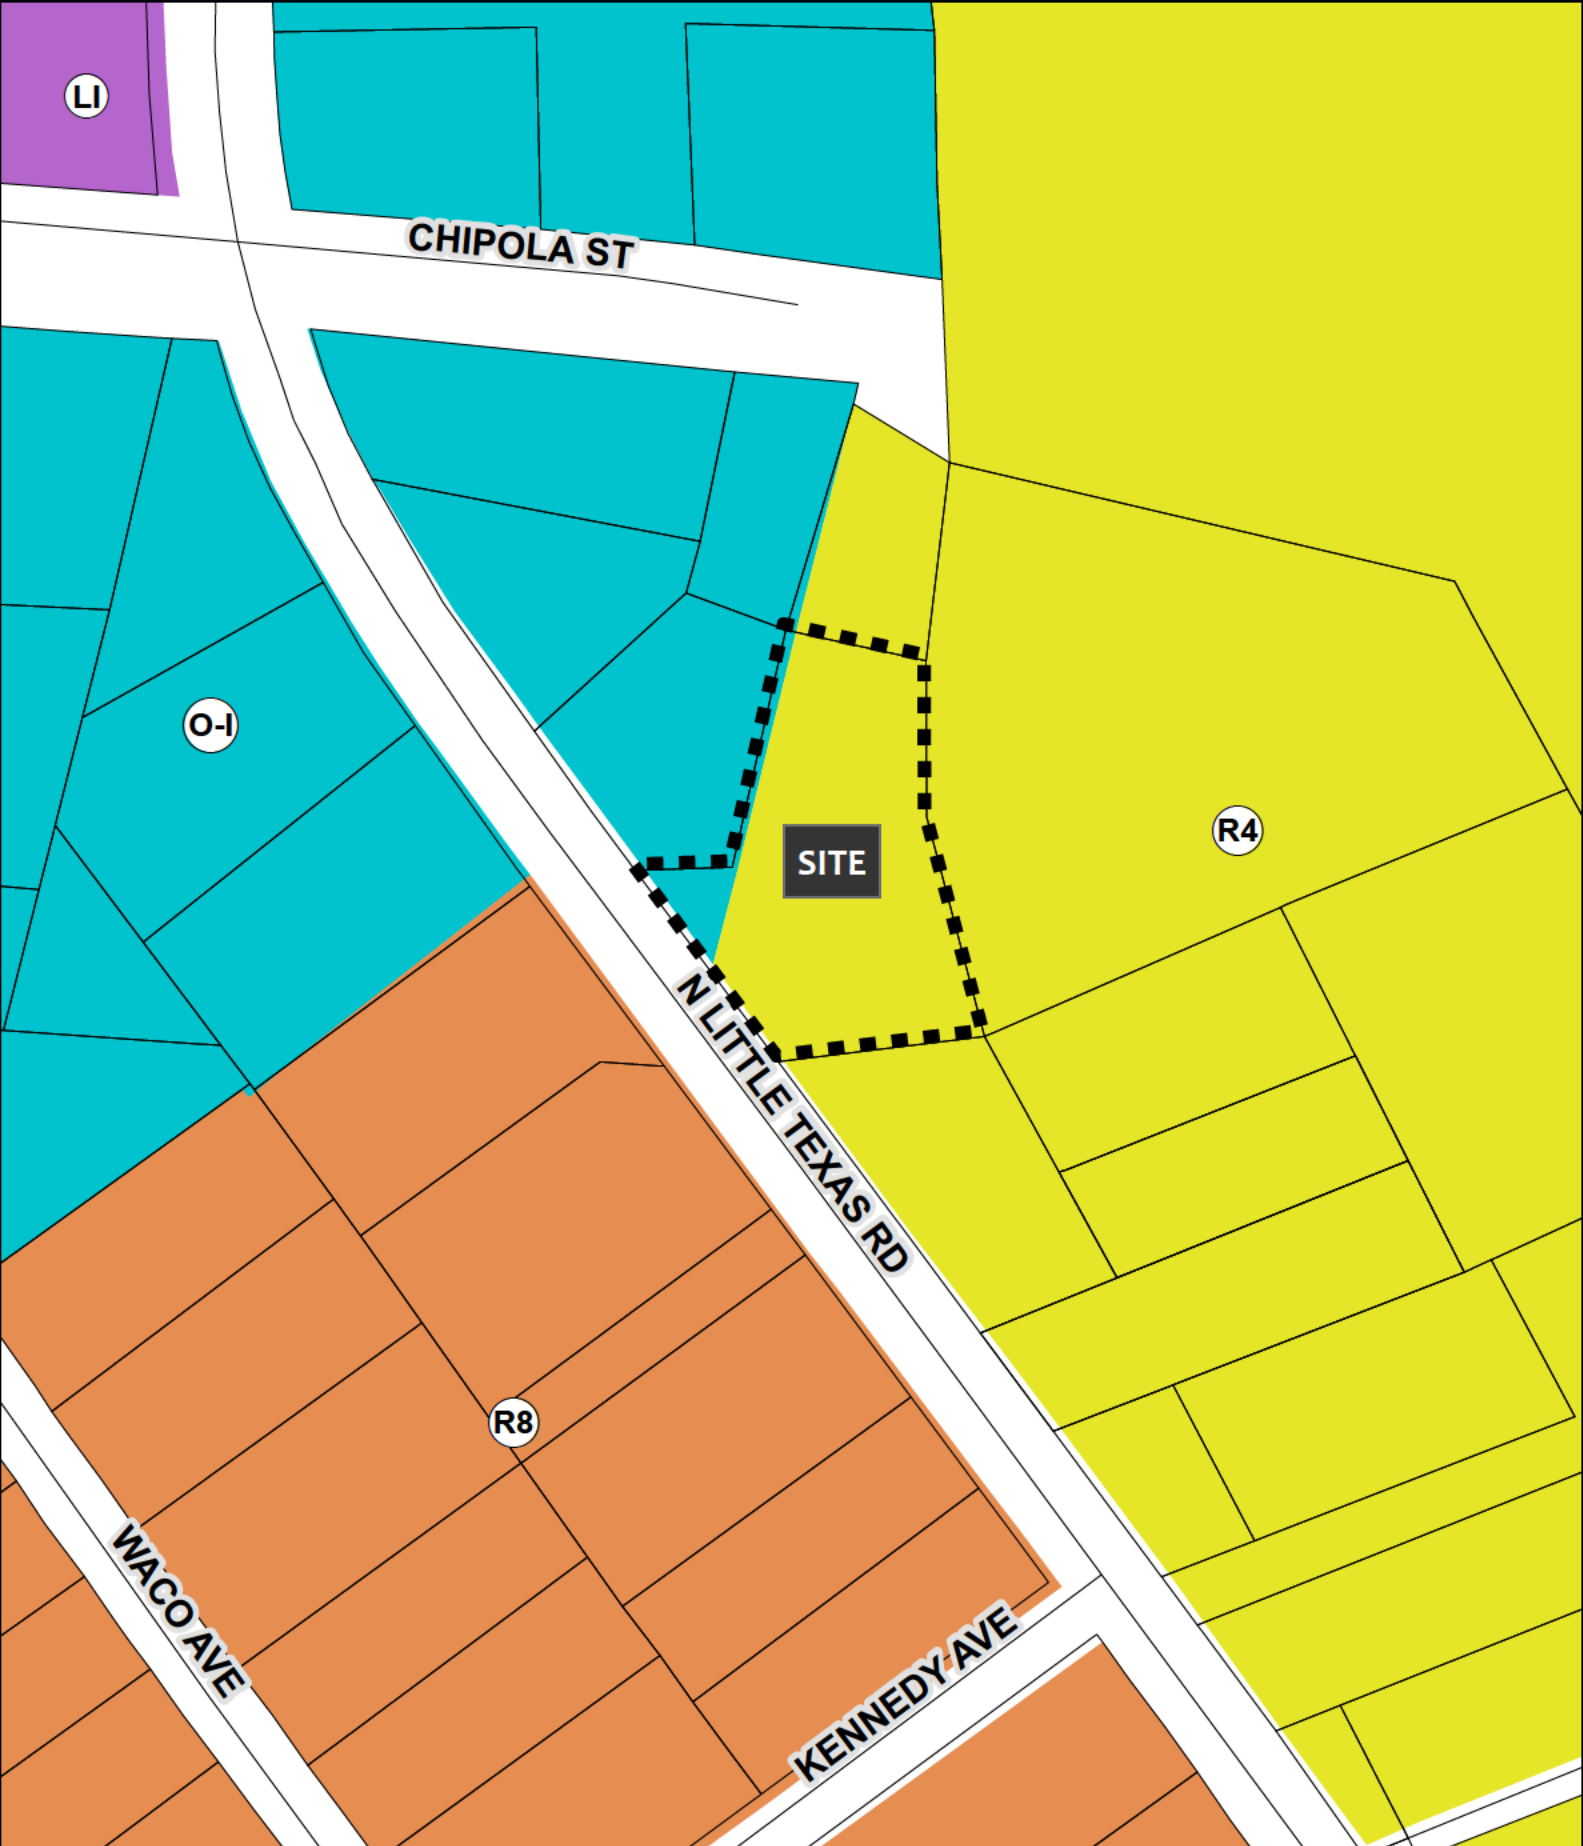 LI
CHIPOLA ST
O-I
R4
SITE
N LITTLE TEXAS RD
R8
WACO AVE
KENNEDY AVE